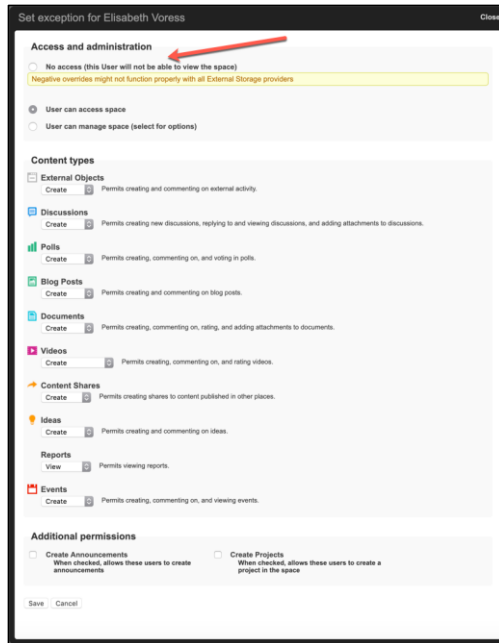 Set exception for Elisabeth Voress
Close
Access and administration
No access (this User will not be able to view the space)
Negative overrides might not function properly with all External Storage providers
User can access space
User can manage space (select for options)
Content types
External Objects
Create Permits creating and commenting on external activity.
Discussions
Create Permits creating new discussions, replying to and viewing discussions, and adding attachments to discussions.
Polls
Create Permits creating, commenting on, and voting in polls.
Blog Posts
Create Permits creating and commenting on blog posts.
Documents
Create Permits creating, commenting on, rating, and adding attachments to documents.
Videos
Create Permits creating, commenting on, and rating videos.
Content Shares
Create Permits creating shares to content published in other places.
Ideas
Create Permits creating and commenting on ideas.
Reports
View Permits viewing reports.
Events
Create Permits creating, commenting on, and viewing events.
Additional permissions
Create Announcements Create Projects
When checked, allows these users to create When checked, allows these users to create a
announcements project in the space
Save Cancel